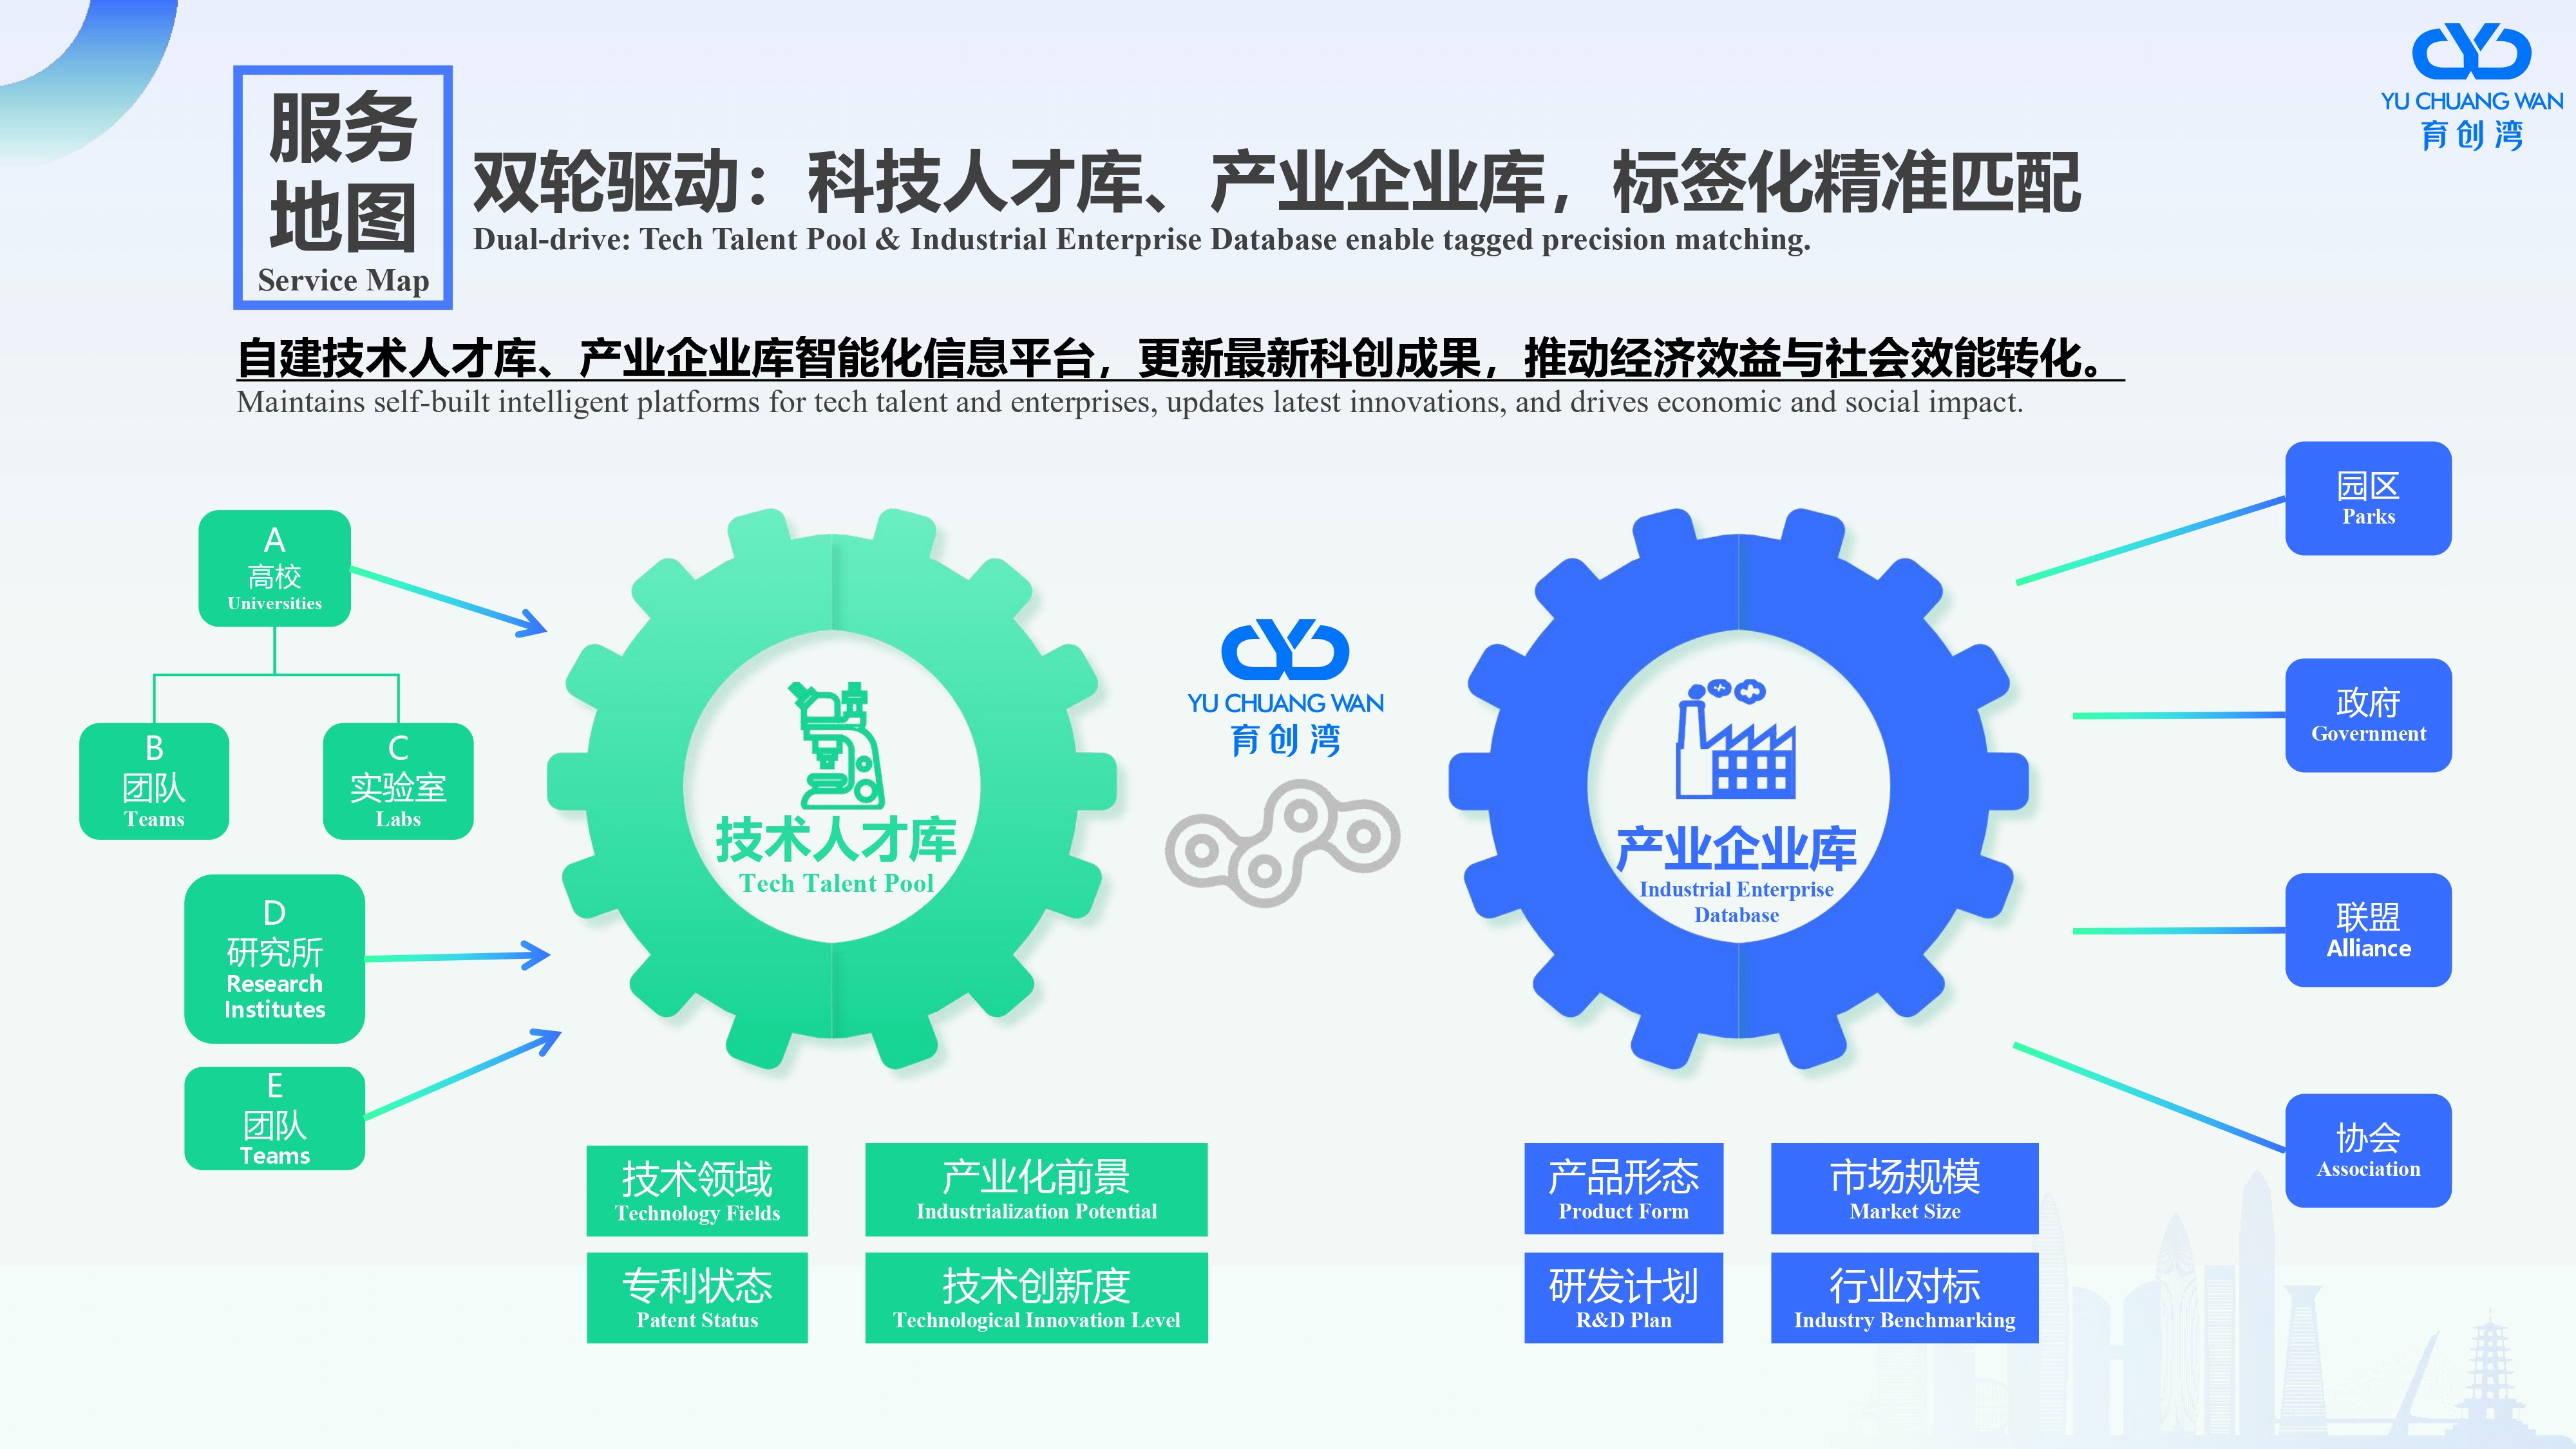 YU CHUANG WAN
育创湾
服务
地图
Service Map
双轮驱动：科技人才库、产业企业库，标签化精准匹配
Dual-drive: Tech Talent Pool & Industrial Enterprise Database enable tagged precision matching.
自建技术人才库、产业企业库智能化信息平台，更新最新科创成果，推动经济效益与社会效能转化。
Maintains self-built intelligent platforms for tech talent and enterprises, updates latest innovations, and drives economic and social impact.
A
高校
Universities
B
团队
Teams
C
实验室
Labs
D
研究所
Research
Institutes
E
团队
Teams
技术人才库
Tech Talent Pool
YU CHUANG WAN
育创湾
产业企业库
Industrial Enterprise
Database
园区
Parks
政府
Government
联盟
Alliance
协会
Association
技术领域
Technology Fields
产业化前景
Industrialization Potential
专利状态
Patent Status
技术创新度
Technological Innovation Level
产品形态
Product Form
市场规模
Market Size
研发计划
R&D Plan
行业对标
Industry Benchmarking